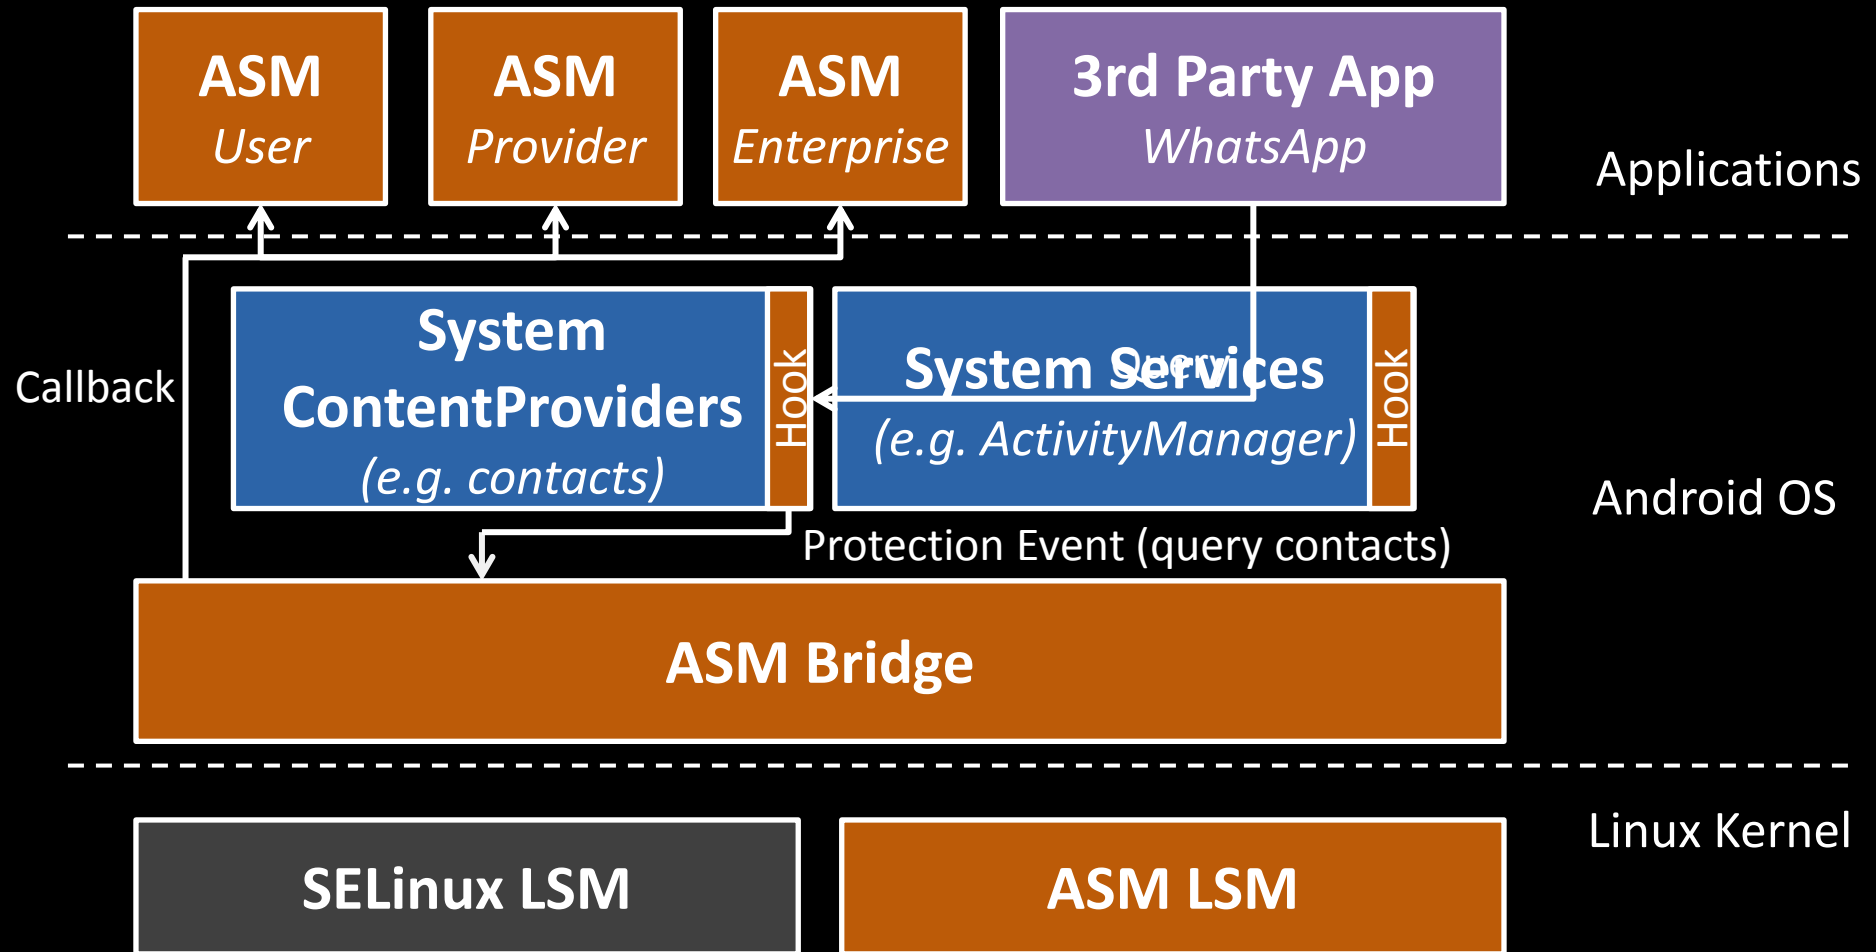 ASM
User
ASM
Provider
ASM
Enterprise
3rd Party App
WhatsApp
Applications
Callback
System
ContentProviders
(e.g. contacts)
Hook
System Services
(e.g. ActivityManager)
Query
Hook
Android OS
Protection Event (query contacts)
ASM Bridge
Linux Kernel
SELinux LSM
ASM LSM